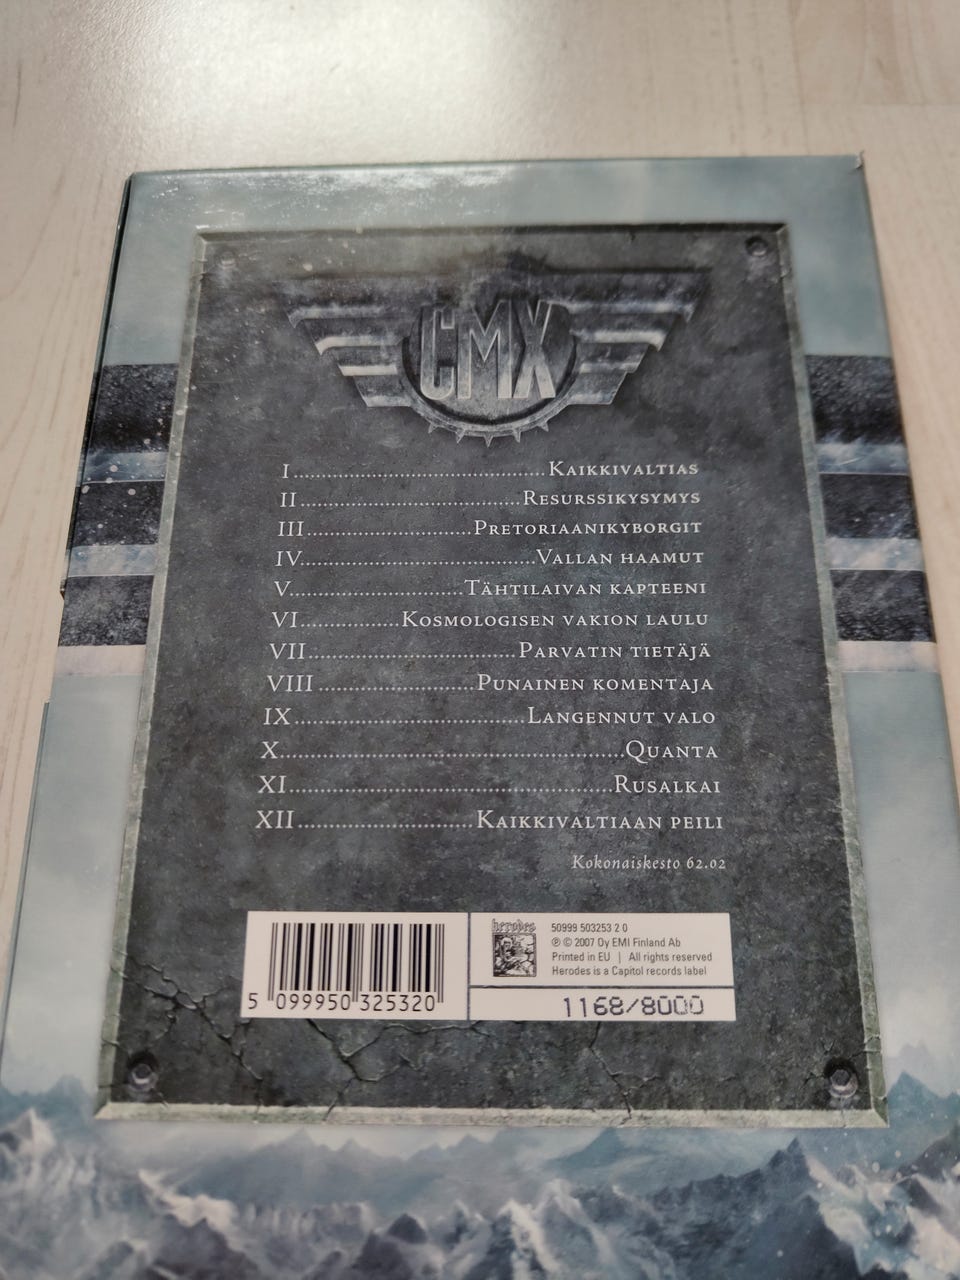 CMX
I..............................................KAIKKIVALTIAS
II........................................RESURSSIKYSYMYS
III..............................PRETORIAANIKYBORGIT
IV...........................................VALLAN HAAMUT
V..................................TÄHTILAIVAN KAPTEENI
VI..................KOSMOLOGISEN VAKION LAULU
VII......................................PARVATIN TIETÄJÄ
VIII.............................PUNAINEN KOMENTAJA
IX..........................................LANGENNUT VALO
X..............................................................QUANTA
XI...........................................................RUSALKAI
XII...............................KAIKKIVALTIAAN PEILI
Kokonaiskesto 62.02
herodes
50999 503253 2 0
℗ © 2007 Oy EMI Finland Ab
Printed in EU | All rights reserved
Herodes is a Capitol records label
5 099950 325320
1168/8000